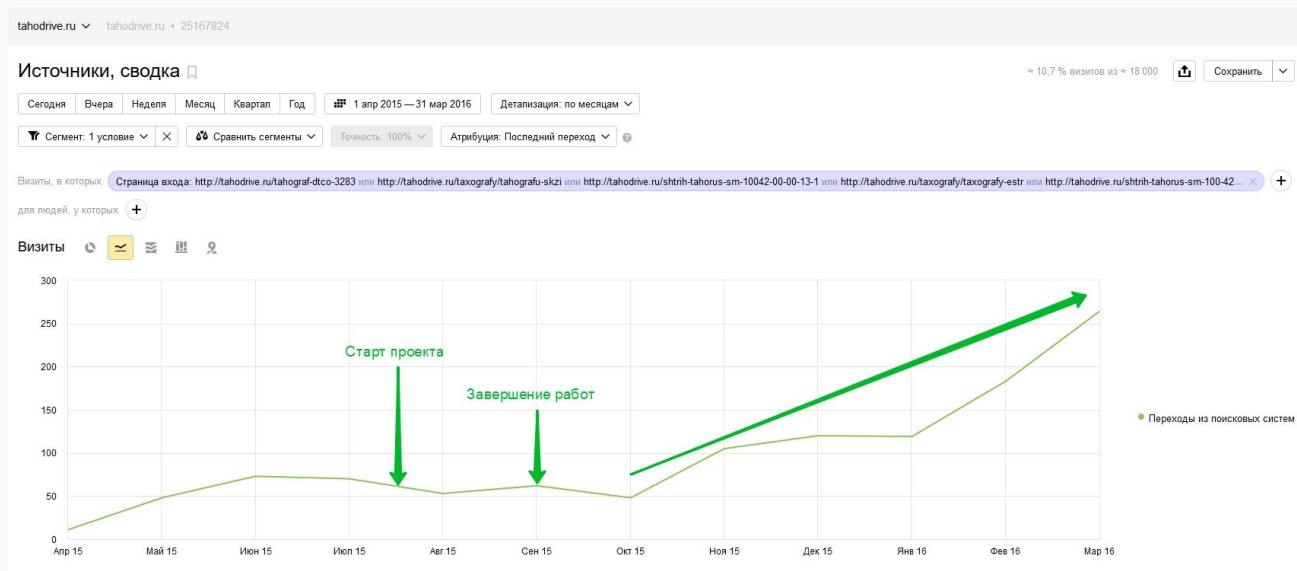 tahodrive.ru tahodrive.ru • 25167824
Источники, сводка
≈ 10,7 % визитов из ≈ 18 000 Сохранить
Сегодня Вчера Неделя Месяц Квартал Год 1 апр 2015 — 31 мар 2016 Детализация: по месяцам
Сегмент: 1 условие Сравнить сегменты Точность: 100% Атрибуция: Последний переход
Визиты, в которых Страница входа: http://tahodrive.ru/tahograf-dtco-3283 или http://tahodrive.ru/taxografy/tahografu-skzi или http://tahodrive.ru/shtrih-tahorus-sm-10042-00-00-13-1 или http://tahodrive.ru/taxografy/taxografy-estr или http://tahodrive.ru/shtrih-tahorus-sm-100-42...
для людей, у которых
Визиты
300
250
200
150
100
50
0
Старт проекта
Завершение работ
Переходы из поисковых систем
Апр 15 Май 15 Июн 15 Июл 15 Авг 15 Сен 15 Окт 15 Ноя 15 Дек 15 Янв 16 Фев 16 Мар 16